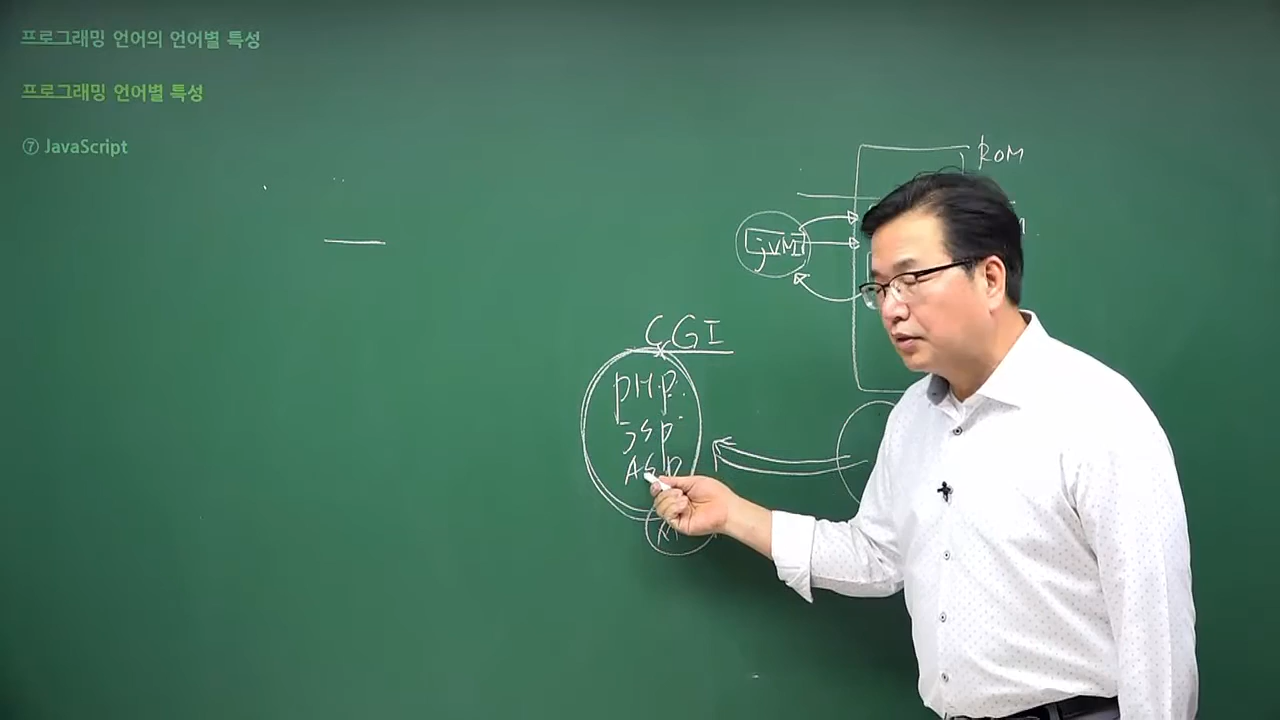 프로그래밍 언어의 언어별 특성
프로그래밍 언어별 특성
⑦ JavaScript
ROM
jVM
CGI
PHP
JSP
ASP